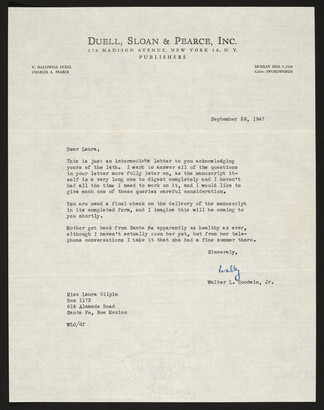 DUELL, SLOAN & PEARCE, INC.
270 MADISON AVENUE, NEW YORK 16, N. Y.
PUBLISHERS
C. HALLIWELL DUELL
CHARLES A. PEARCE
MURRAY HILL
Cable SWORDWORDS
September 26, 1947
Dear Laura,
This is just an intermediate letter to you acknowledging
yours of the 14th. I want to answer all of the questions
in your letter more fully later on, as the manuscript it-
self is a very long one to digest completely and I haven't
had all the time I need to work on it, and I would like to
give each one of these queries careful consideration.
You are owed a final check on the delivery of the manuscript
in its completed form, and I imagine this will be coming to
you shortly.
Mother got back from Santa Fe apparently as healthy as ever,
although I haven't actually seen her yet, but from her tele-
phone conversations I take it that she had a fine summer there.
Sincerely,
Wally
Walter L. Goodwin, Jr.
Miss Laura Gilpin
Box 1173
616 Alameda Road
Santa Fe, New Mexico